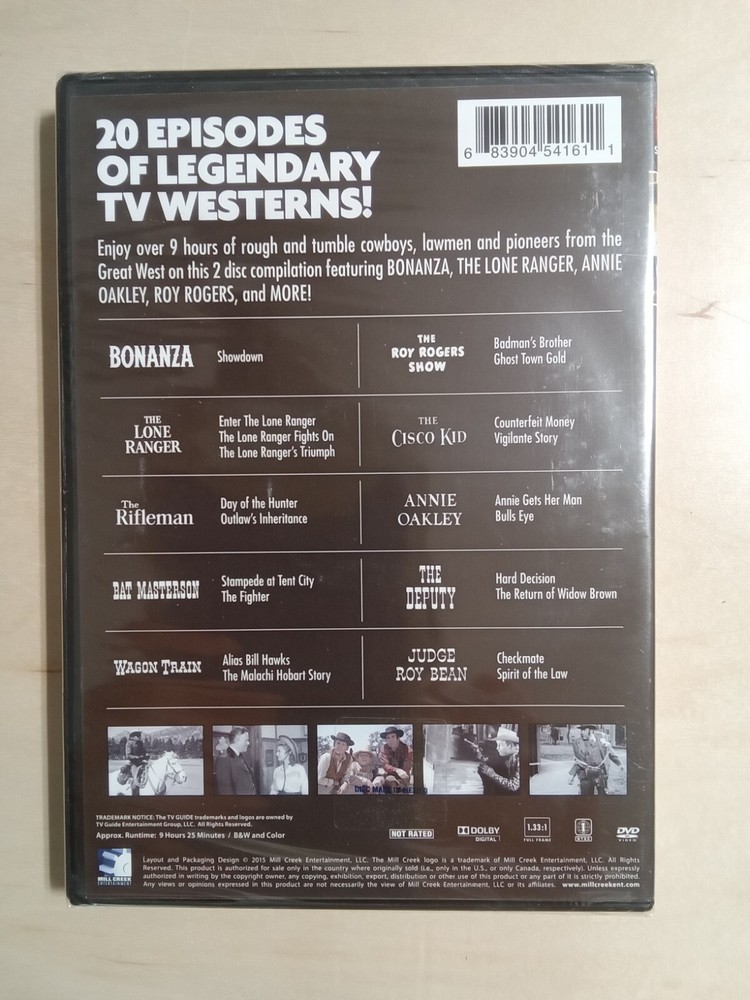 20 EPISODES
OF LEGENDARY
TV WESTERNS!
6 83904 54161 1
Enjoy over 9 hours of rough and tumble cowboys, lawmen and pioneers from the
Great West on this 2 disc compilation featuring BONANZA, THE LONE RANGER, ANNIE
OAKLEY, ROY ROGERS, and MORE!
BONANZA
Showdown
THE
ROY ROGERS
SHOW
Badman's Brother
Ghost Town Gold
THE
LONE
RANGER
Enter The Lone Ranger
The Lone Ranger Fights On
The Lone Ranger's Triumph
THE
CISCO KID
Counterfeit Money
Vigilante Story
The
Rifleman
Day of the Hunter
Outlaw's Inheritance
ANNIE
OAKLEY
Annie Gets Her Man
Bulls Eye
BAT MASTERSON
Stampede at Tent City
The Fighter
THE
DEPUTY
Hard Decision
The Return of Widow Brown
WAGON TRAIN
Alias Bill Hawks
The Malachi Hobart Story
JUDGE
ROY BEAN
Checkmate
Spirit of the Law
TRADEMARK NOTICE: The TV GUIDE trademarks and logos are owned by
TV Guide Entertainment Group, LLC. All Rights Reserved.
Approx. Runtime: 9 Hours 25 Minutes / B&W and Color
NOT RATED
DOLBY
DIGITAL
1.33:1
FULL FRAME
DVD
VIDEO
MILL CREEK
ENTERTAINMENT
Layout and Packaging Design © 2015 Mill Creek Entertainment, LLC. The Mill Creek logo is a trademark of Mill Creek Entertainment, LLC. All Rights
Reserved. This product is authorized for sale only in the country where originally sold (i.e., only in the U.S., or only Canada, respectively). Unless expressly
authorized in writing by the copyright owner, any copying, exhibition, export, distribution or other use of this product or any part of it is strictly prohibited.
Any views or opinions expressed in this product are not necessarily the view of Mill Creek Entertainment, LLC or its affiliates. www.millcreekent.com